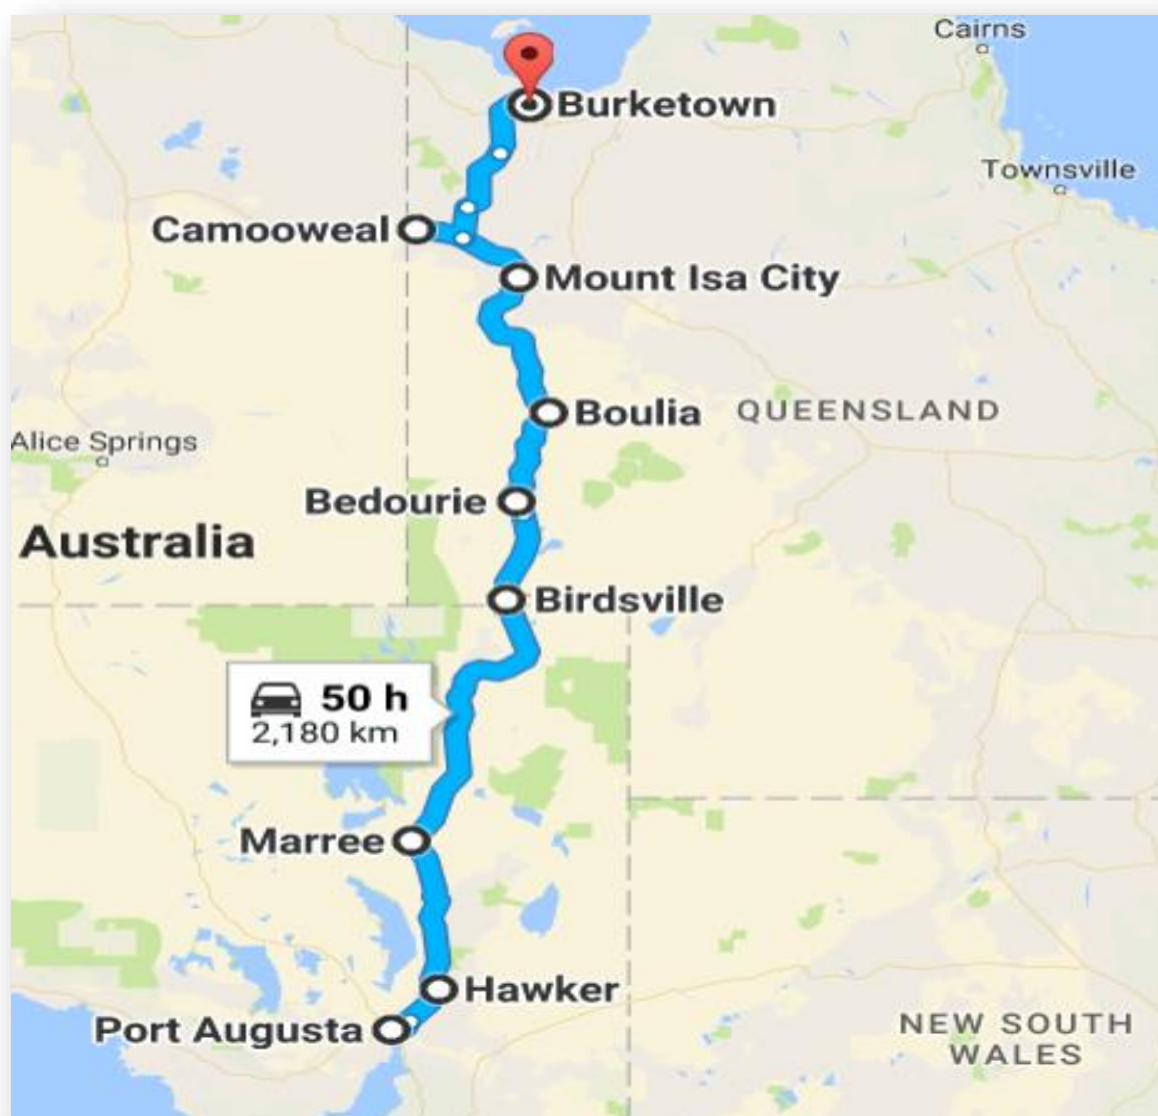 Cairns
Burketown
Townsville
Camooweal
Mount Isa City
Boulia
QUEENSLAND
Alice Springs
Bedourie
Australia
Birdsville
50 h
2,180 km
Marree
Hawker
Port Augusta
NEW SOUTH
WALES